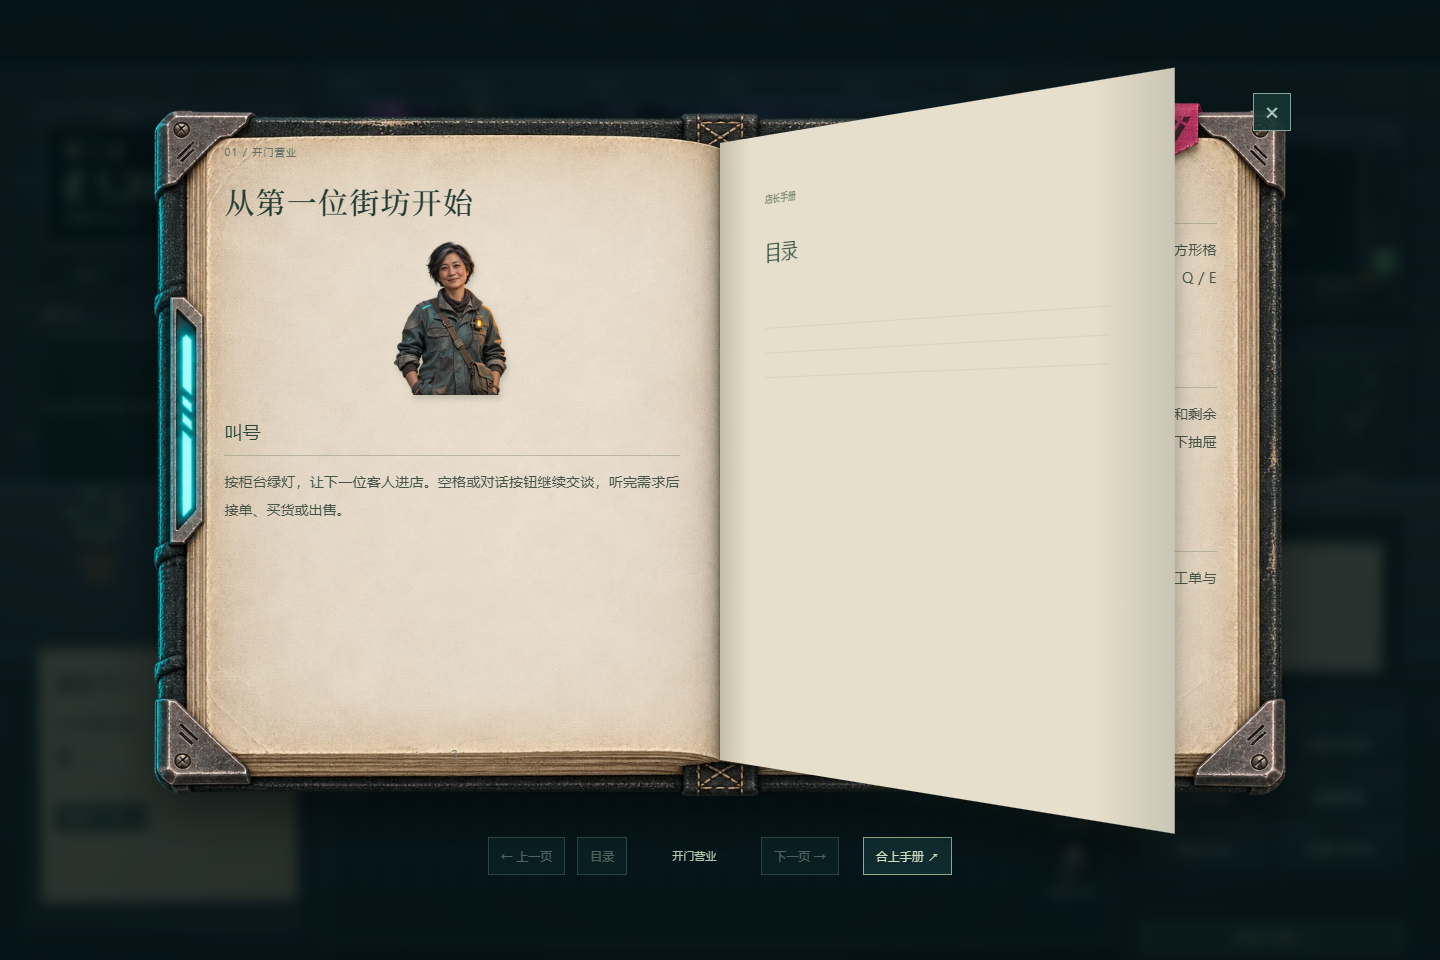 01 / 开门营业
从第一位街坊开始
叫号
按柜台绿灯，让下一位客人进店。空格或对话按钮继续交谈，听完需求后
接单、买货或出售。
店长手册
目录
方形格
Q / E
和剩余
下抽屉
工单与
×
← 上一页
目录
开门营业
下一页 →
合上手册 ↗